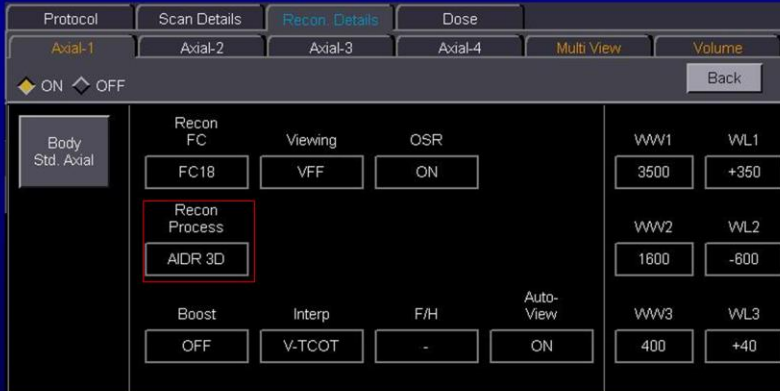 Protocol Scan Details Recon. Details Dose
Axial-1 Axial-2 Axial-3 Axial-4 Multi View Volume
ON OFF Back
Body
Std. Axial
Recon
FC Viewing OSR WW1 WL1
FC18 VFF ON 3500 +350
Recon
Process WW2 WL2
AIDR 3D 1600 -600
Auto-
Boost Interp F/H View WW3 WL3
OFF V-TCOT - ON 400 +40